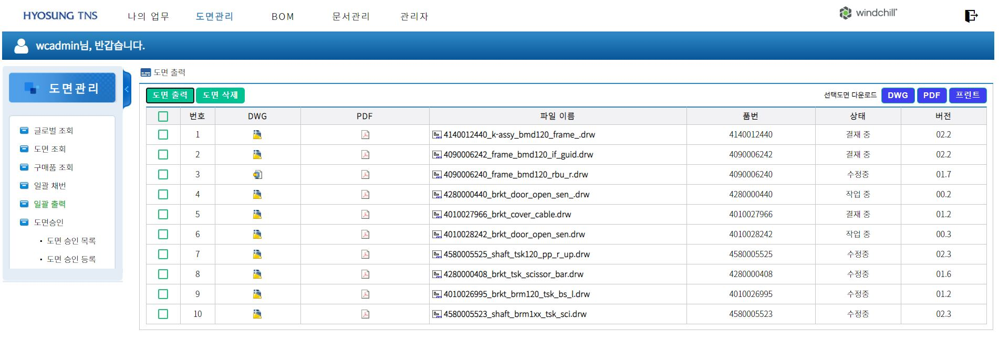 HYOSUNG TNS 나의 업무 도면관리 BOM 문서관리 관리자 windchill
wcadmin님, 반갑습니다.
도면관리
글로벌 조회
도면 조회
구매품 조회
일괄 채번
일괄 출력
도면승인
· 도면 승인 목록
· 도면 승인 등록
도면 출력
도면 출력 도면 삭제 선택도면 다운로드 DWG PDF 프린트
번호 DWG PDF 파일 이름 품번 상태 버전
1 4140012440_k-assy_bmd120_frame_.drw 4140012440 결재 중 02.2
2 4090006242_frame_bmd120_if_guid.drw 4090006242 결재 중 02.2
3 4090006240_frame_bmd120_rbu_r.drw 4090006240 수정중 01.7
4 4280000440_brkt_door_open_sen_.drw 4280000440 작업 중 00.2
5 4010027966_brkt_cover_cable.drw 4010027966 결재 중 01.2
6 4010028242_brkt_door_open_sen.drw 4010028242 작업 중 00.3
7 4580005525_shaft_tsk120_pp_r_up.drw 4580005525 수정중 02.3
8 4280000408_brkt_tsk_scissor_bar.drw 4280000408 수정중 01.6
9 4010026995_brkt_brm120_tsk_bs_l.drw 4010026995 수정중 01.2
10 4580005523_shaft_brm1xx_tsk_sci.drw 4580005523 수정중 02.3